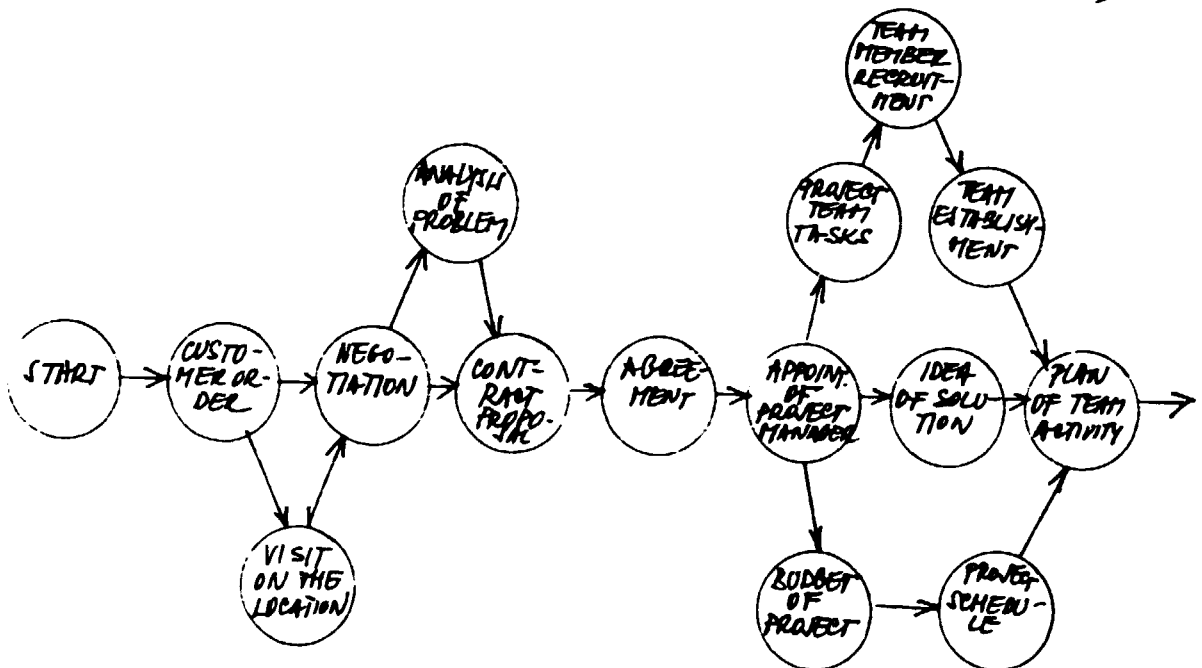 START
CUSTO-
MER OR-
DER
VISIT
ON THE
LOCATION
NEGO-
TIATION
ANALYSIS
OF
PROBLEM
CONT-
RACT
PROPO-
SAL
AGREE-
MENT
APPOINT.
OF
PROJECT
MANAGER
PROJECT
TEAM
TASKS
TEAM
MEMBER
RECRUIT-
MENT
TEAM
ESTABLISH-
MENT
IDEA
OF SOLU
TION
BUDGET
OF
PROJECT
PROJECT
SCHEDU-
LE
PLAN
OF TEAM
ACTIVITY